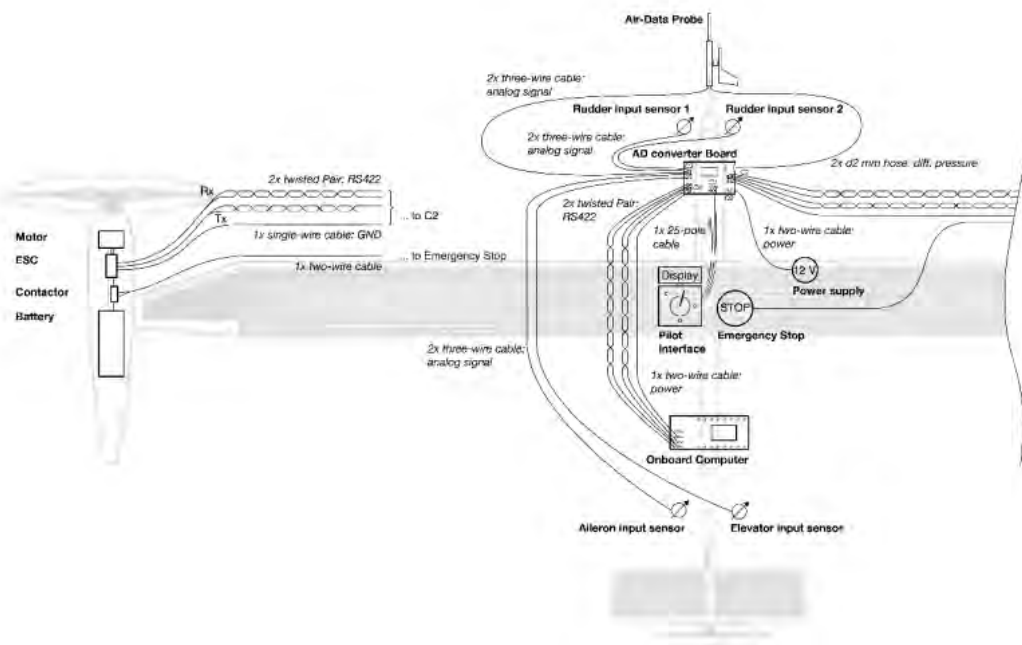 Air-Data Probe
2x three-wire cable:
analog signal
Rudder input sensor 1
Rudder input sensor 2
2x three-wire cable:
analog signal
AD converter Board
2x d2 mm hose: diff. pressure
2x twisted Pair: RS422
Rx
Tx
... to C2
2x twisted Pair:
RS422
1x single-wire cable: GND
1x 25-pole
cable
1x two-wire cable:
power
Motor
ESC
... to Emergency Stop
1x two-wire cable
Contactor
Battery
Display
12 V
Power supply
STOP
Pilot
Interface
Emergency Stop
2x three-wire cable:
analog signal
1x two-wire cable:
power
Onboard Computer
Aileron input sensor
Elevator input sensor